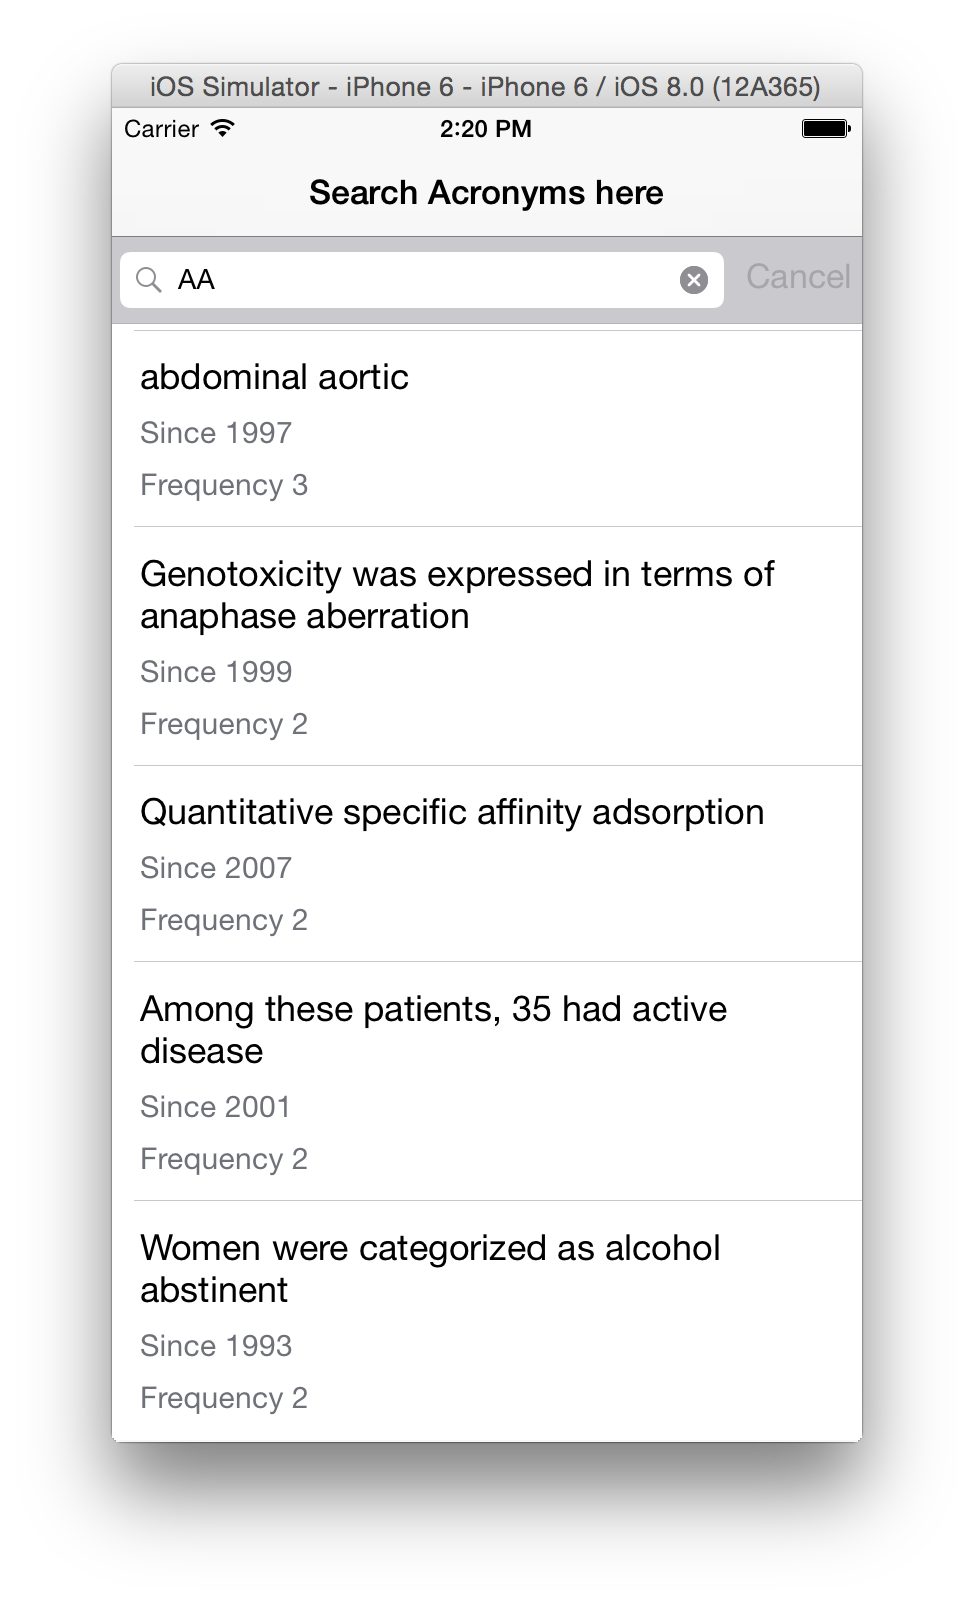 iOS Simulator - iPhone 6 - iPhone 6 / iOS 8.0 (12A365)
Carrier 2:20 PM
Search Acronyms here
AA Cancel
abdominal aortic
Since 1997
Frequency 3
Genotoxicity was expressed in terms of
anaphase aberration
Since 1999
Frequency 2
Quantitative specific affinity adsorption
Since 2007
Frequency 2
Among these patients, 35 had active
disease
Since 2001
Frequency 2
Women were categorized as alcohol
abstinent
Since 1993
Frequency 2